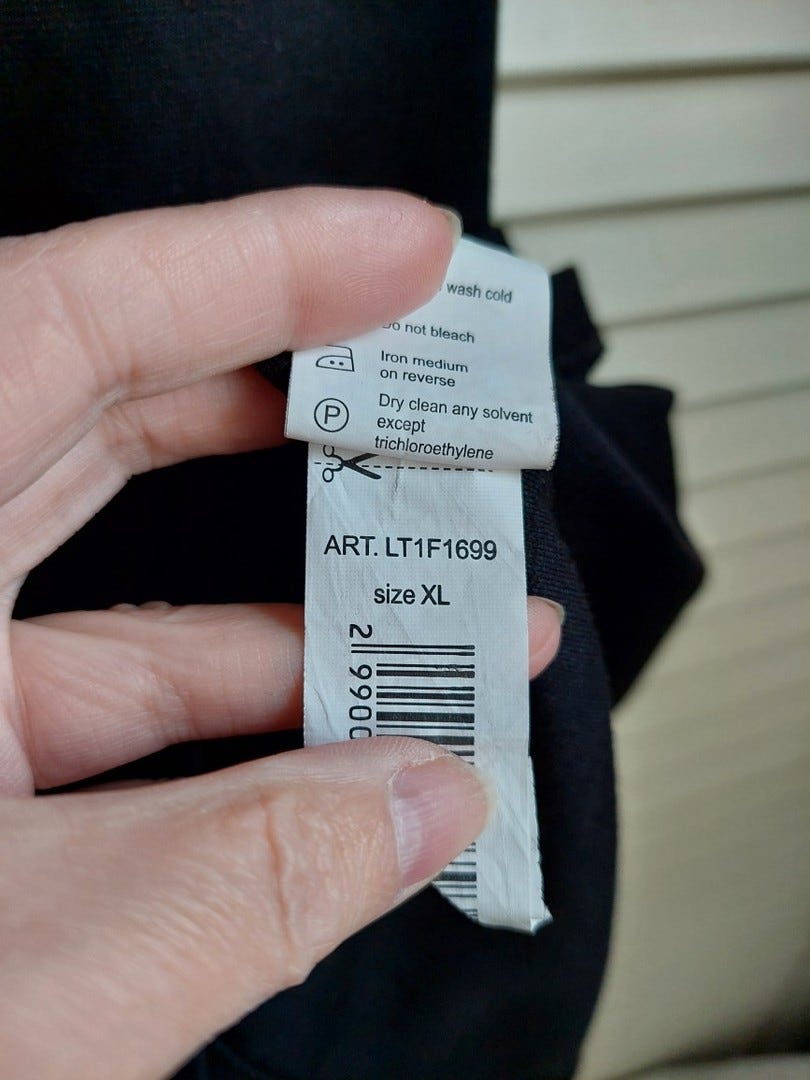 wash cold
Do not bleach
Iron medium
on reverse
P
Dry clean any solvent
except
trichloroethylene
ART. LT1F1699
size XL
2 9900